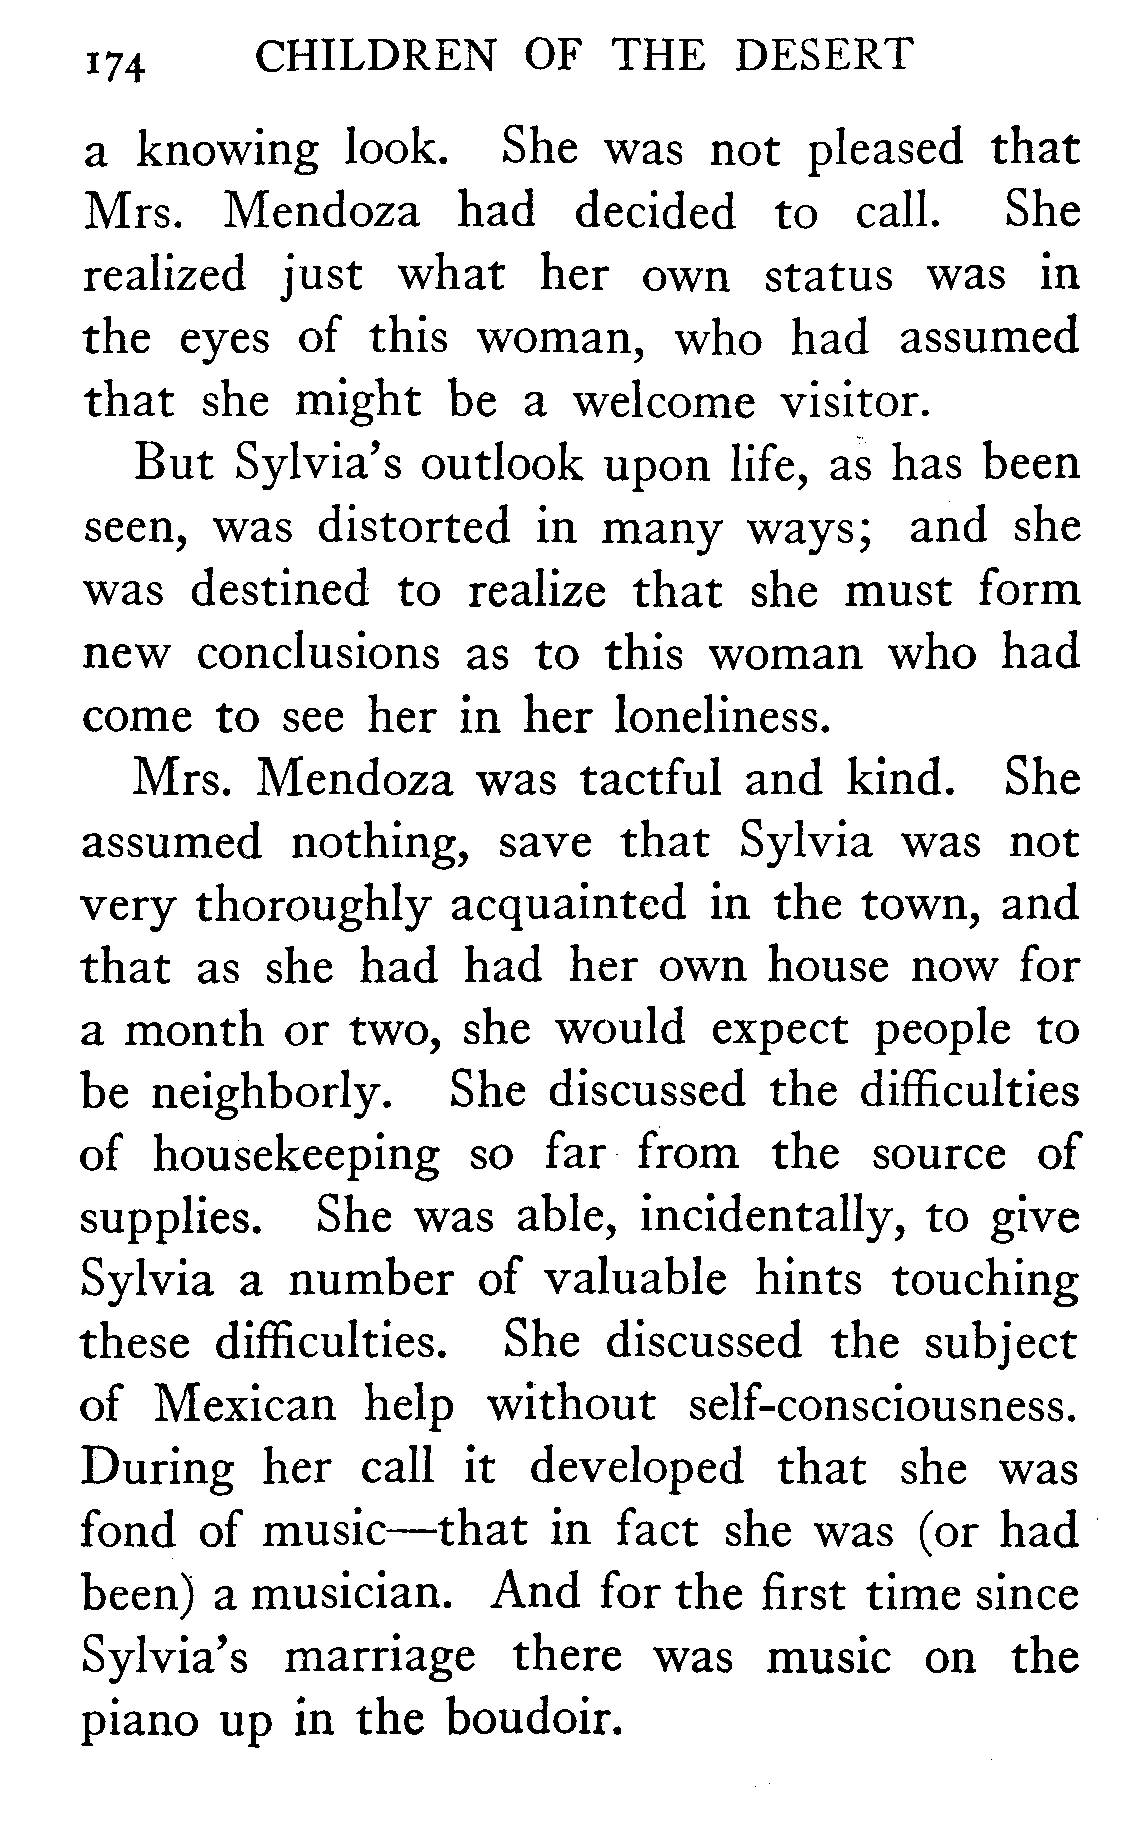 174 CHILDREN OF THE DESERT
a knowing look. She was not pleased that
Mrs. Mendoza had decided to call. She
realized just what her own status was in
the eyes of this woman, who had assumed
that she might be a welcome visitor.
But Sylvia's outlook upon life, as has been
seen, was distorted in many ways; and she
was destined to realize that she must form
new conclusions as to this woman who had
come to see her in her loneliness.
Mrs. Mendoza was tactful and kind. She
assumed nothing, save that Sylvia was not
very thoroughly acquainted in the town, and
that as she had had her own house now for
a month or two, she would expect people to
be neighborly. She discussed the difficulties
of housekeeping so far from the source of
supplies. She was able, incidentally, to give
Sylvia a number of valuable hints touching
these difficulties. She discussed the subject
of Mexican help without self-consciousness.
During her call it developed that she was
fond of music—that in fact she was (or had
been) a musician. And for the first time since
Sylvia's marriage there was music on the
piano up in the boudoir.